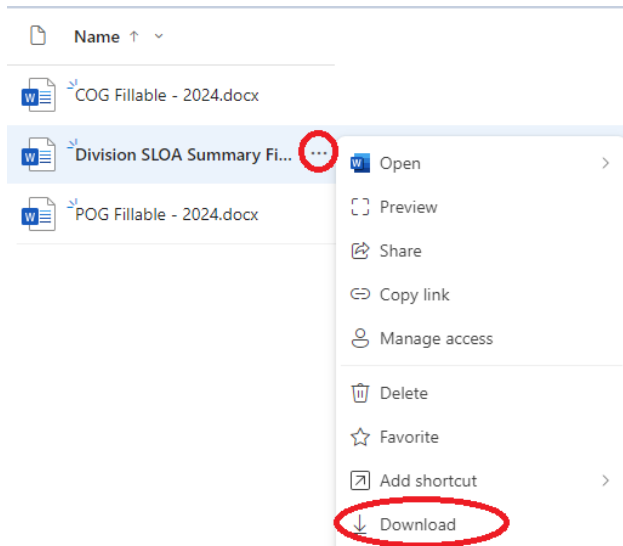 Name
COG Fillable - 2024.docx
Division SLOA Summary Fi... ...
POG Fillable - 2024.docx
Open
Preview
Share
Copy link
Manage access
Delete
Favorite
Add shortcut
Download